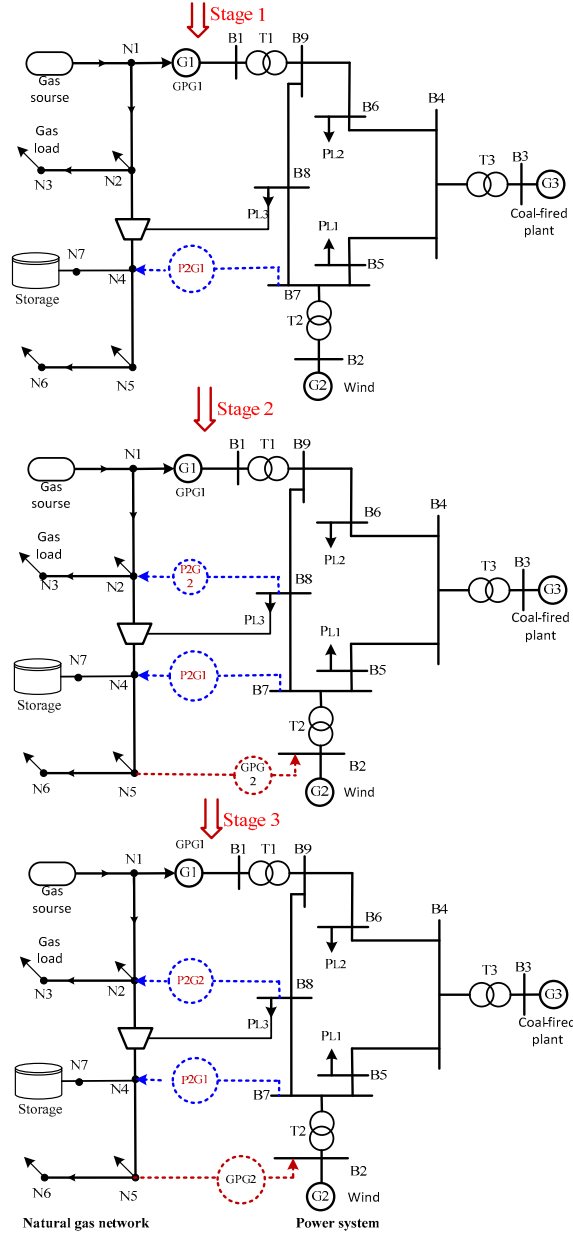 Stage 1
N1
G1
B1
T1
B9
GPG1
Gas
sourse
B6
B4
Gas
load
PL2
N3
N2
B8
T3
B3
G3
PL3
PL1
Coal-fired
plant
N7
P2G1
B5
N4
B7
Storage
T2
B2
N6
N5
G2
Wind
Stage 2
N1
G1
B1
T1
B9
GPG1
Gas
sourse
B6
B4
Gas
load
PL2
P2G
2
N3
N2
B8
T3
B3
G3
PL3
PL1
Coal-fired
plant
N7
P2G1
B5
N4
B7
Storage
T2
B2
N6
N5
GPG
2
G2
Wind
Stage 3
GPG1
N1
G1
B1
T1
B9
Gas
sourse
B6
B4
Gas
load
PL2
N3
N2
P2G2
B8
T3
B3
G3
PL3
Coal-fired
plant
PL1
N7
P2G1
B5
N4
B7
Storage
T2
B2
N6
N5
GPG2
G2
Wind
Natural gas network
Power system